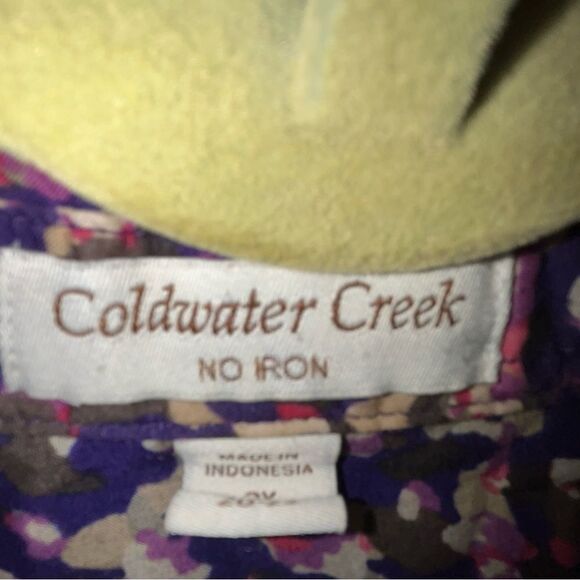 Coldwater Creek
NO IRON
MADE IN
INDONESIA